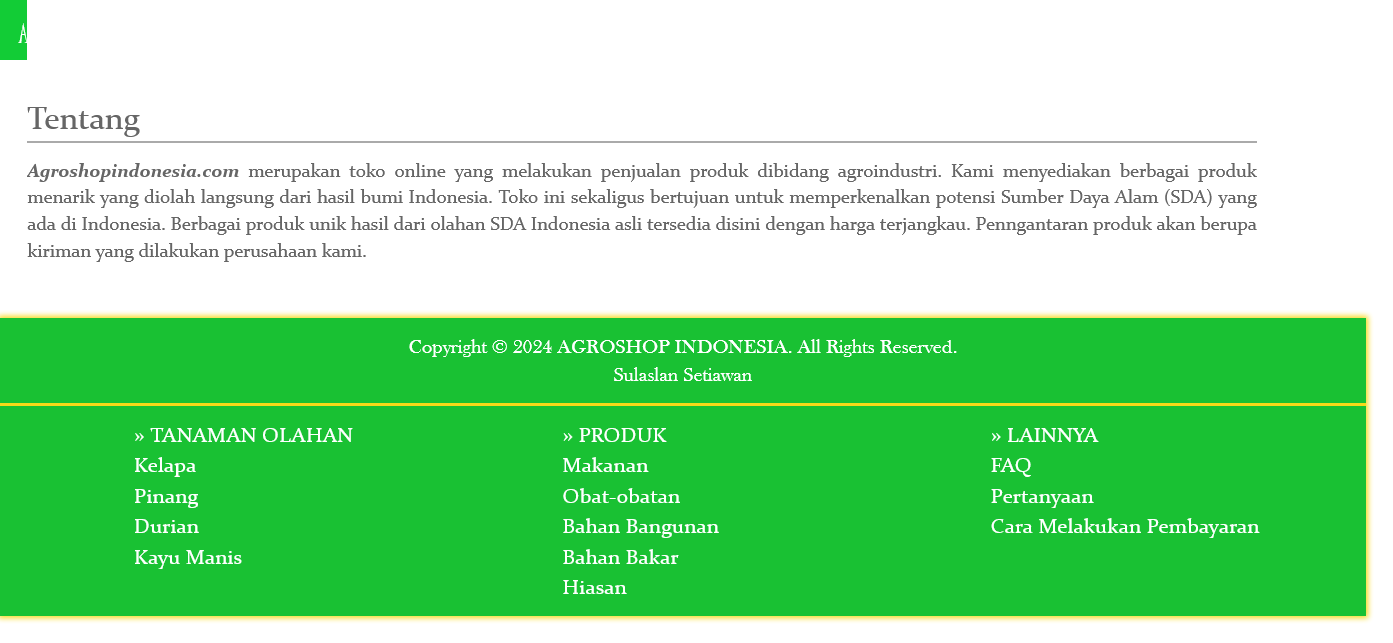 A
Tentang
Agroshopindonesia.com merupakan toko online yang melakukan penjualan produk dibidang agroindustri. Kami menyediakan berbagai produk
menarik yang diolah langsung dari hasil bumi Indonesia. Toko ini sekaligus bertujuan untuk memperkenalkan potensi Sumber Daya Alam (SDA) yang
ada di Indonesia. Berbagai produk unik hasil dari olahan SDA Indonesia asli tersedia disini dengan harga terjangkau. Penngantaran produk akan berupa
kiriman yang dilakukan perusahaan kami.
Copyright © 2024 AGROSHOP INDONESIA. All Rights Reserved.
Sulaslan Setiawan
» TANAMAN OLAHAN
Kelapa
Pinang
Durian
Kayu Manis
» PRODUK
Makanan
Obat-obatan
Bahan Bangunan
Bahan Bakar
Hiasan
» LAINNYA
FAQ
Pertanyaan
Cara Melakukan Pembayaran